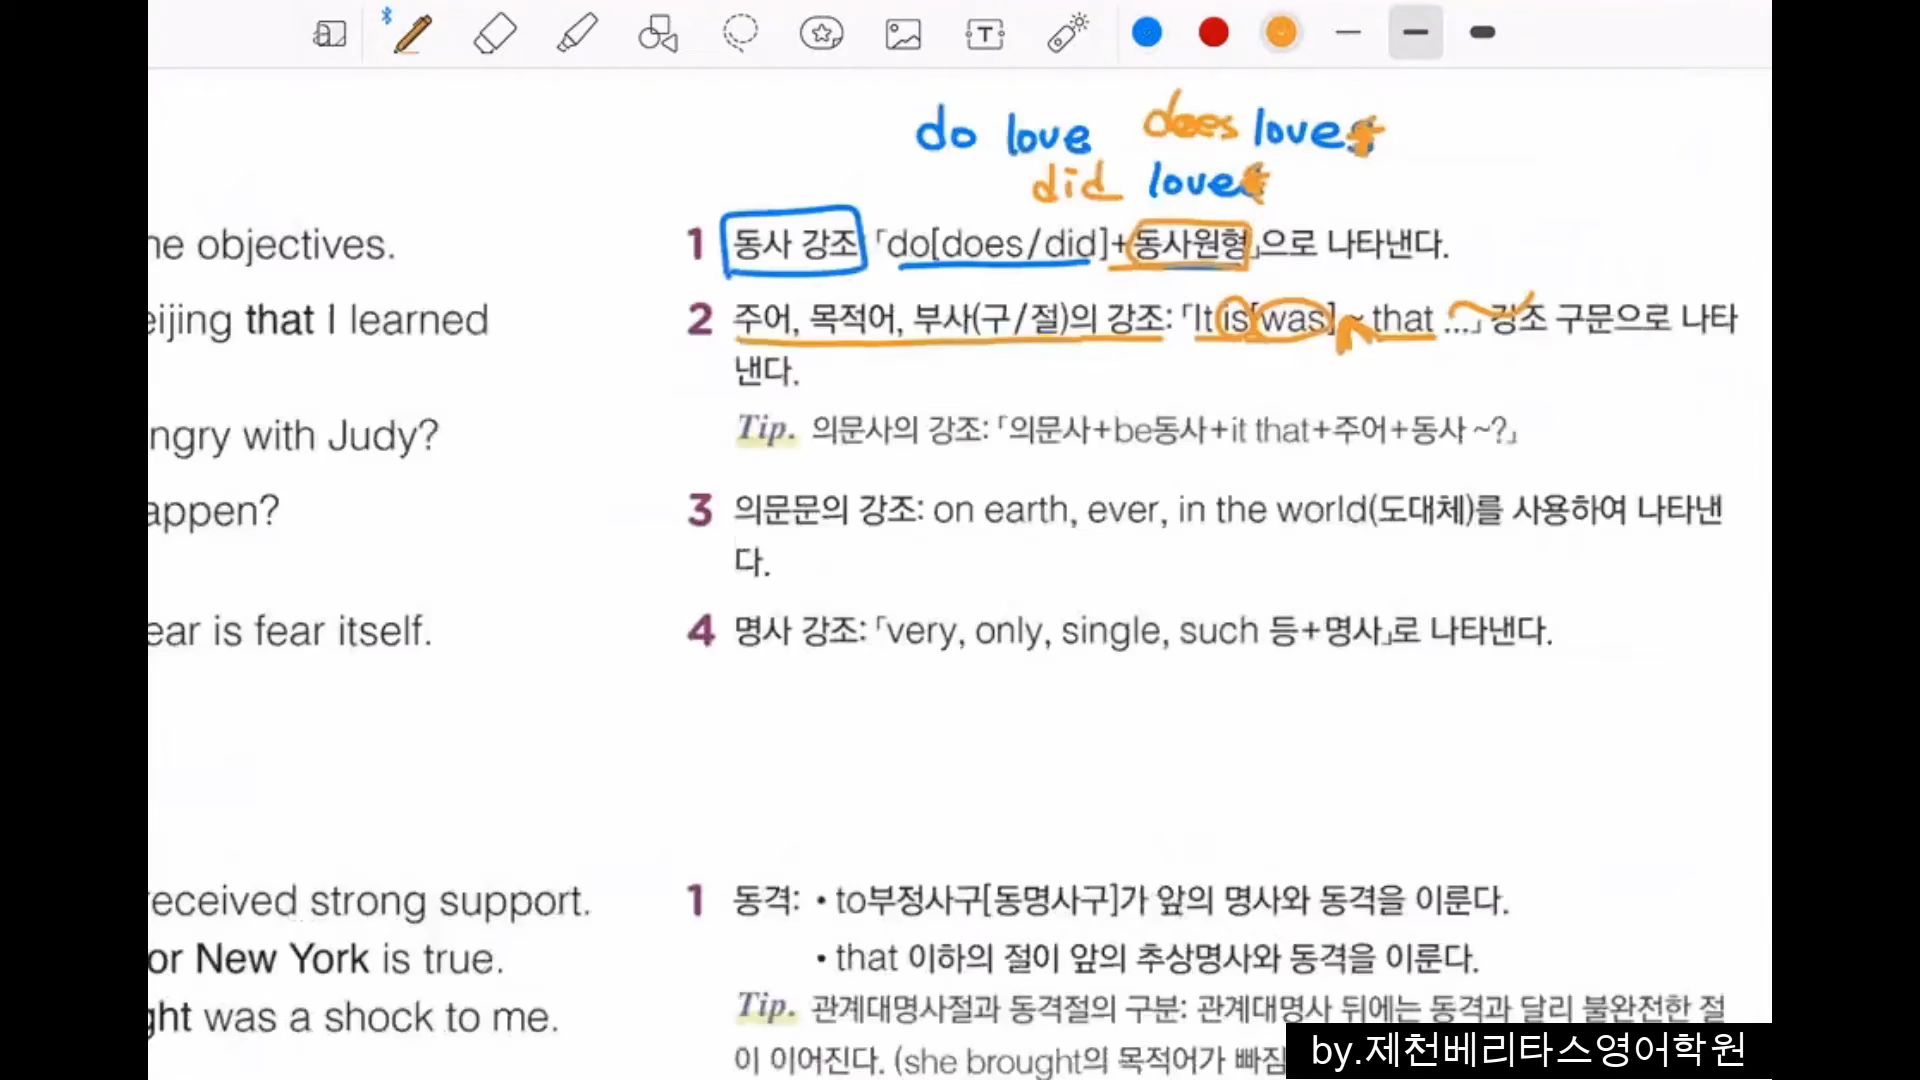 do love does loves
did loved
he objectives.
1 동사 강조 「do[does/did]+동사원형」으로 나타낸다.
eijing that I learned
2 주어, 목적어, 부사(구/절)의 강조: 「It is[was] ~ that ...」 강조 구문으로 나타
낸다.
ngry with Judy?
Tip. 의문사의 강조: 「의문사+be동사+it that+주어+동사 ~?」
appen?
3 의문문의 강조: on earth, ever, in the world(도대체)를 사용하여 나타낸
다.
ear is fear itself.
4 명사 강조: 「very, only, single, such 등+명사」로 나타낸다.
received strong support.
1 동격: • to부정사구[동명사구]가 앞의 명사와 동격을 이룬다.
or New York is true.
• that 이하의 절이 앞의 추상명사와 동격을 이룬다.
ght was a shock to me.
Tip. 관계대명사절과 동격절의 구분: 관계대명사 뒤에는 동격과 달리 불완전한 절
이 이어진다. (she brought의 목적어가 빠짐
by.제천베리타스영어학원